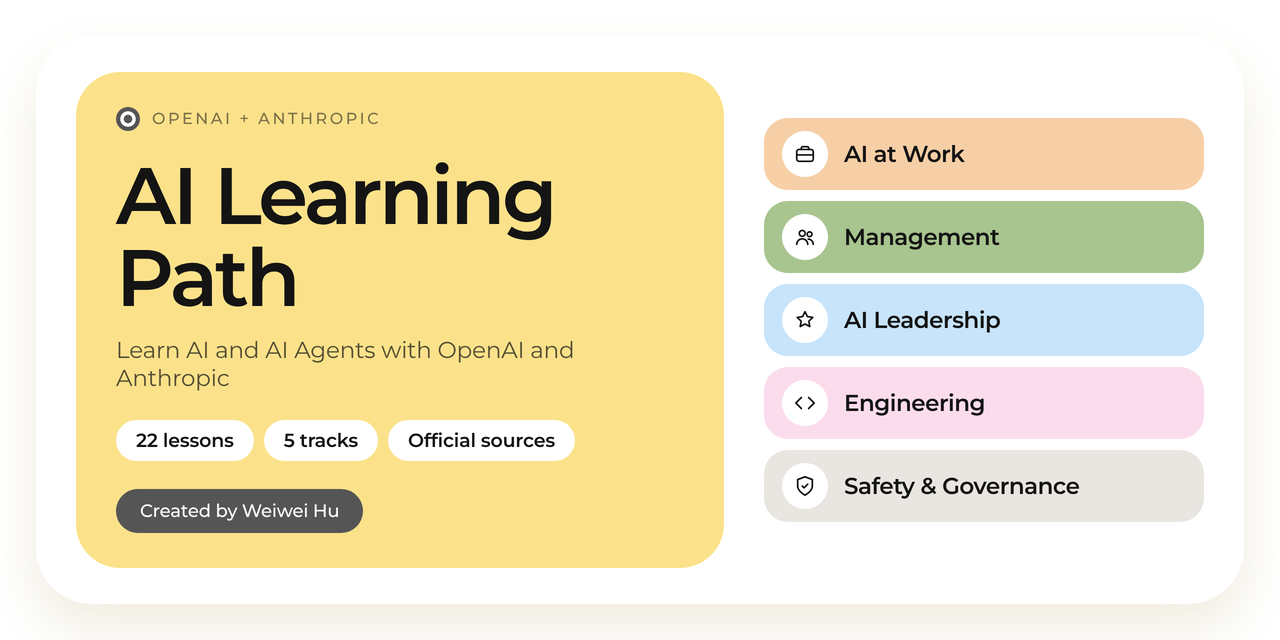 OPENAI + ANTHROPIC
AI Learning
Path
Learn AI and AI Agents with OpenAI and
Anthropic
22 lessons
5 tracks
Official sources
Created by Weiwei Hu
AI at Work
Management
AI Leadership
Engineering
Safety & Governance